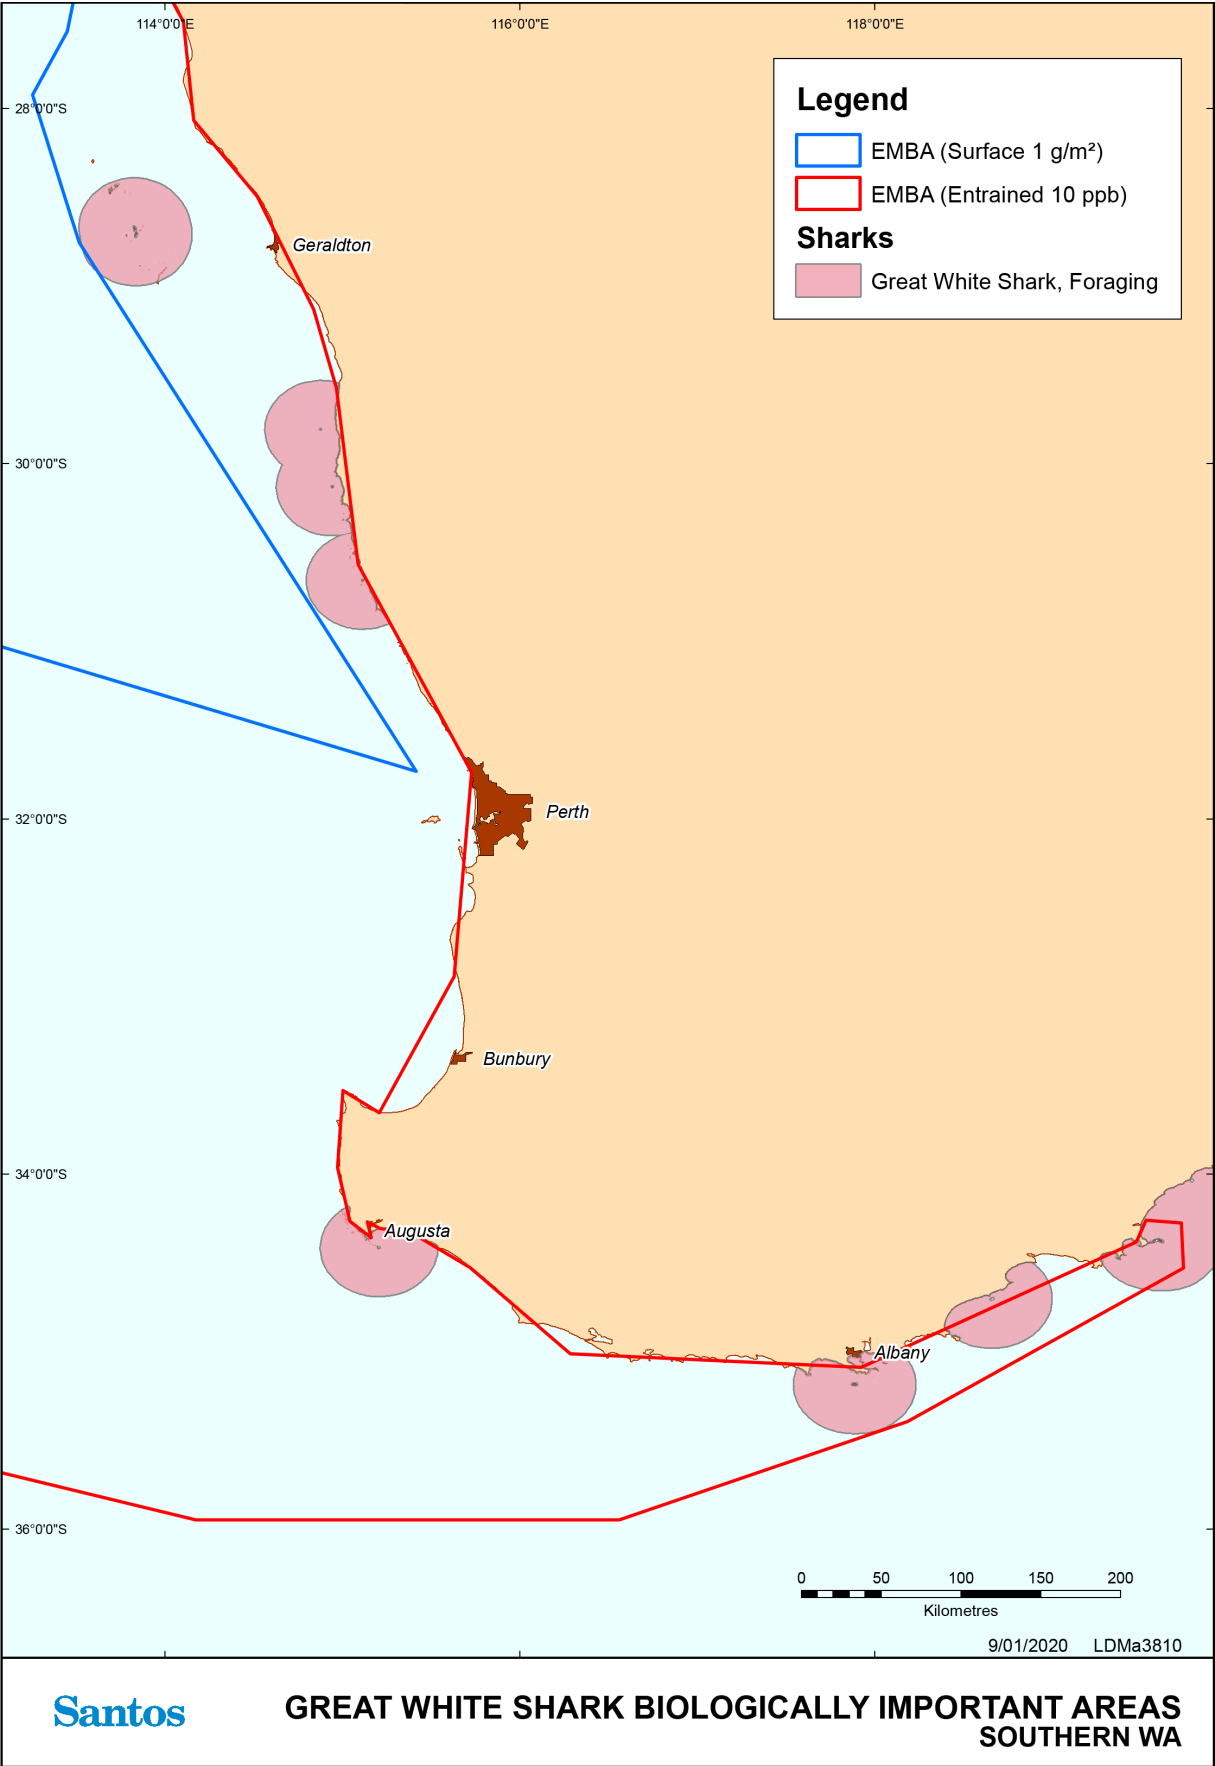 114°0'0"E
116°0'0"E
118°0'0"E
28°0'0"S
30°0'0"S
32°0'0"S
34°0'0"S
36°0'0"S
Legend
EMBA (Surface 1 g/m²)
EMBA (Entrained 10 ppb)
Sharks
Great White Shark, Foraging
Geraldton
Perth
Bunbury
Augusta
Albany
0 50 100 150 200
Kilometres
9/01/2020 LDMa3810
Santos
GREAT WHITE SHARK BIOLOGICALLY IMPORTANT AREAS
SOUTHERN WA